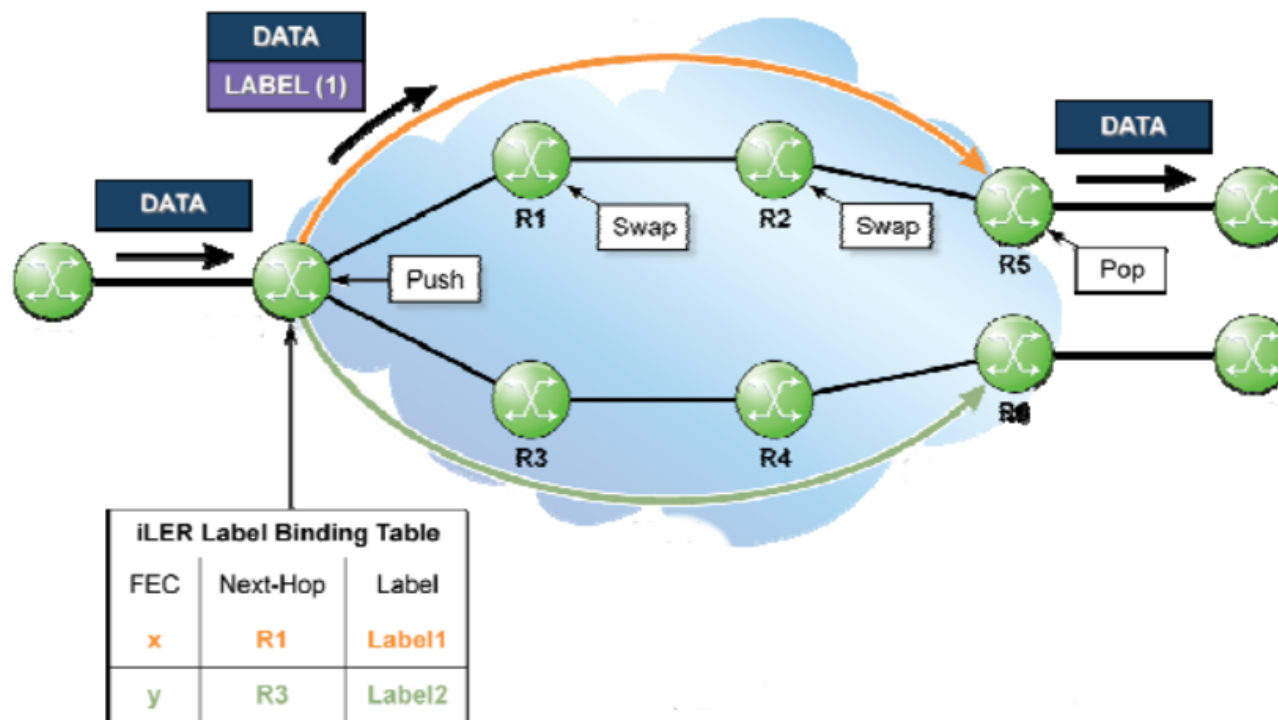 DATA
LABEL (1)
DATA
DATA
R1
Swap
R2
Swap
R5
Pop
Push
R3
R4
iLER Label Binding Table
FEC Next-Hop Label
x R1 Label1
y R3 Label2